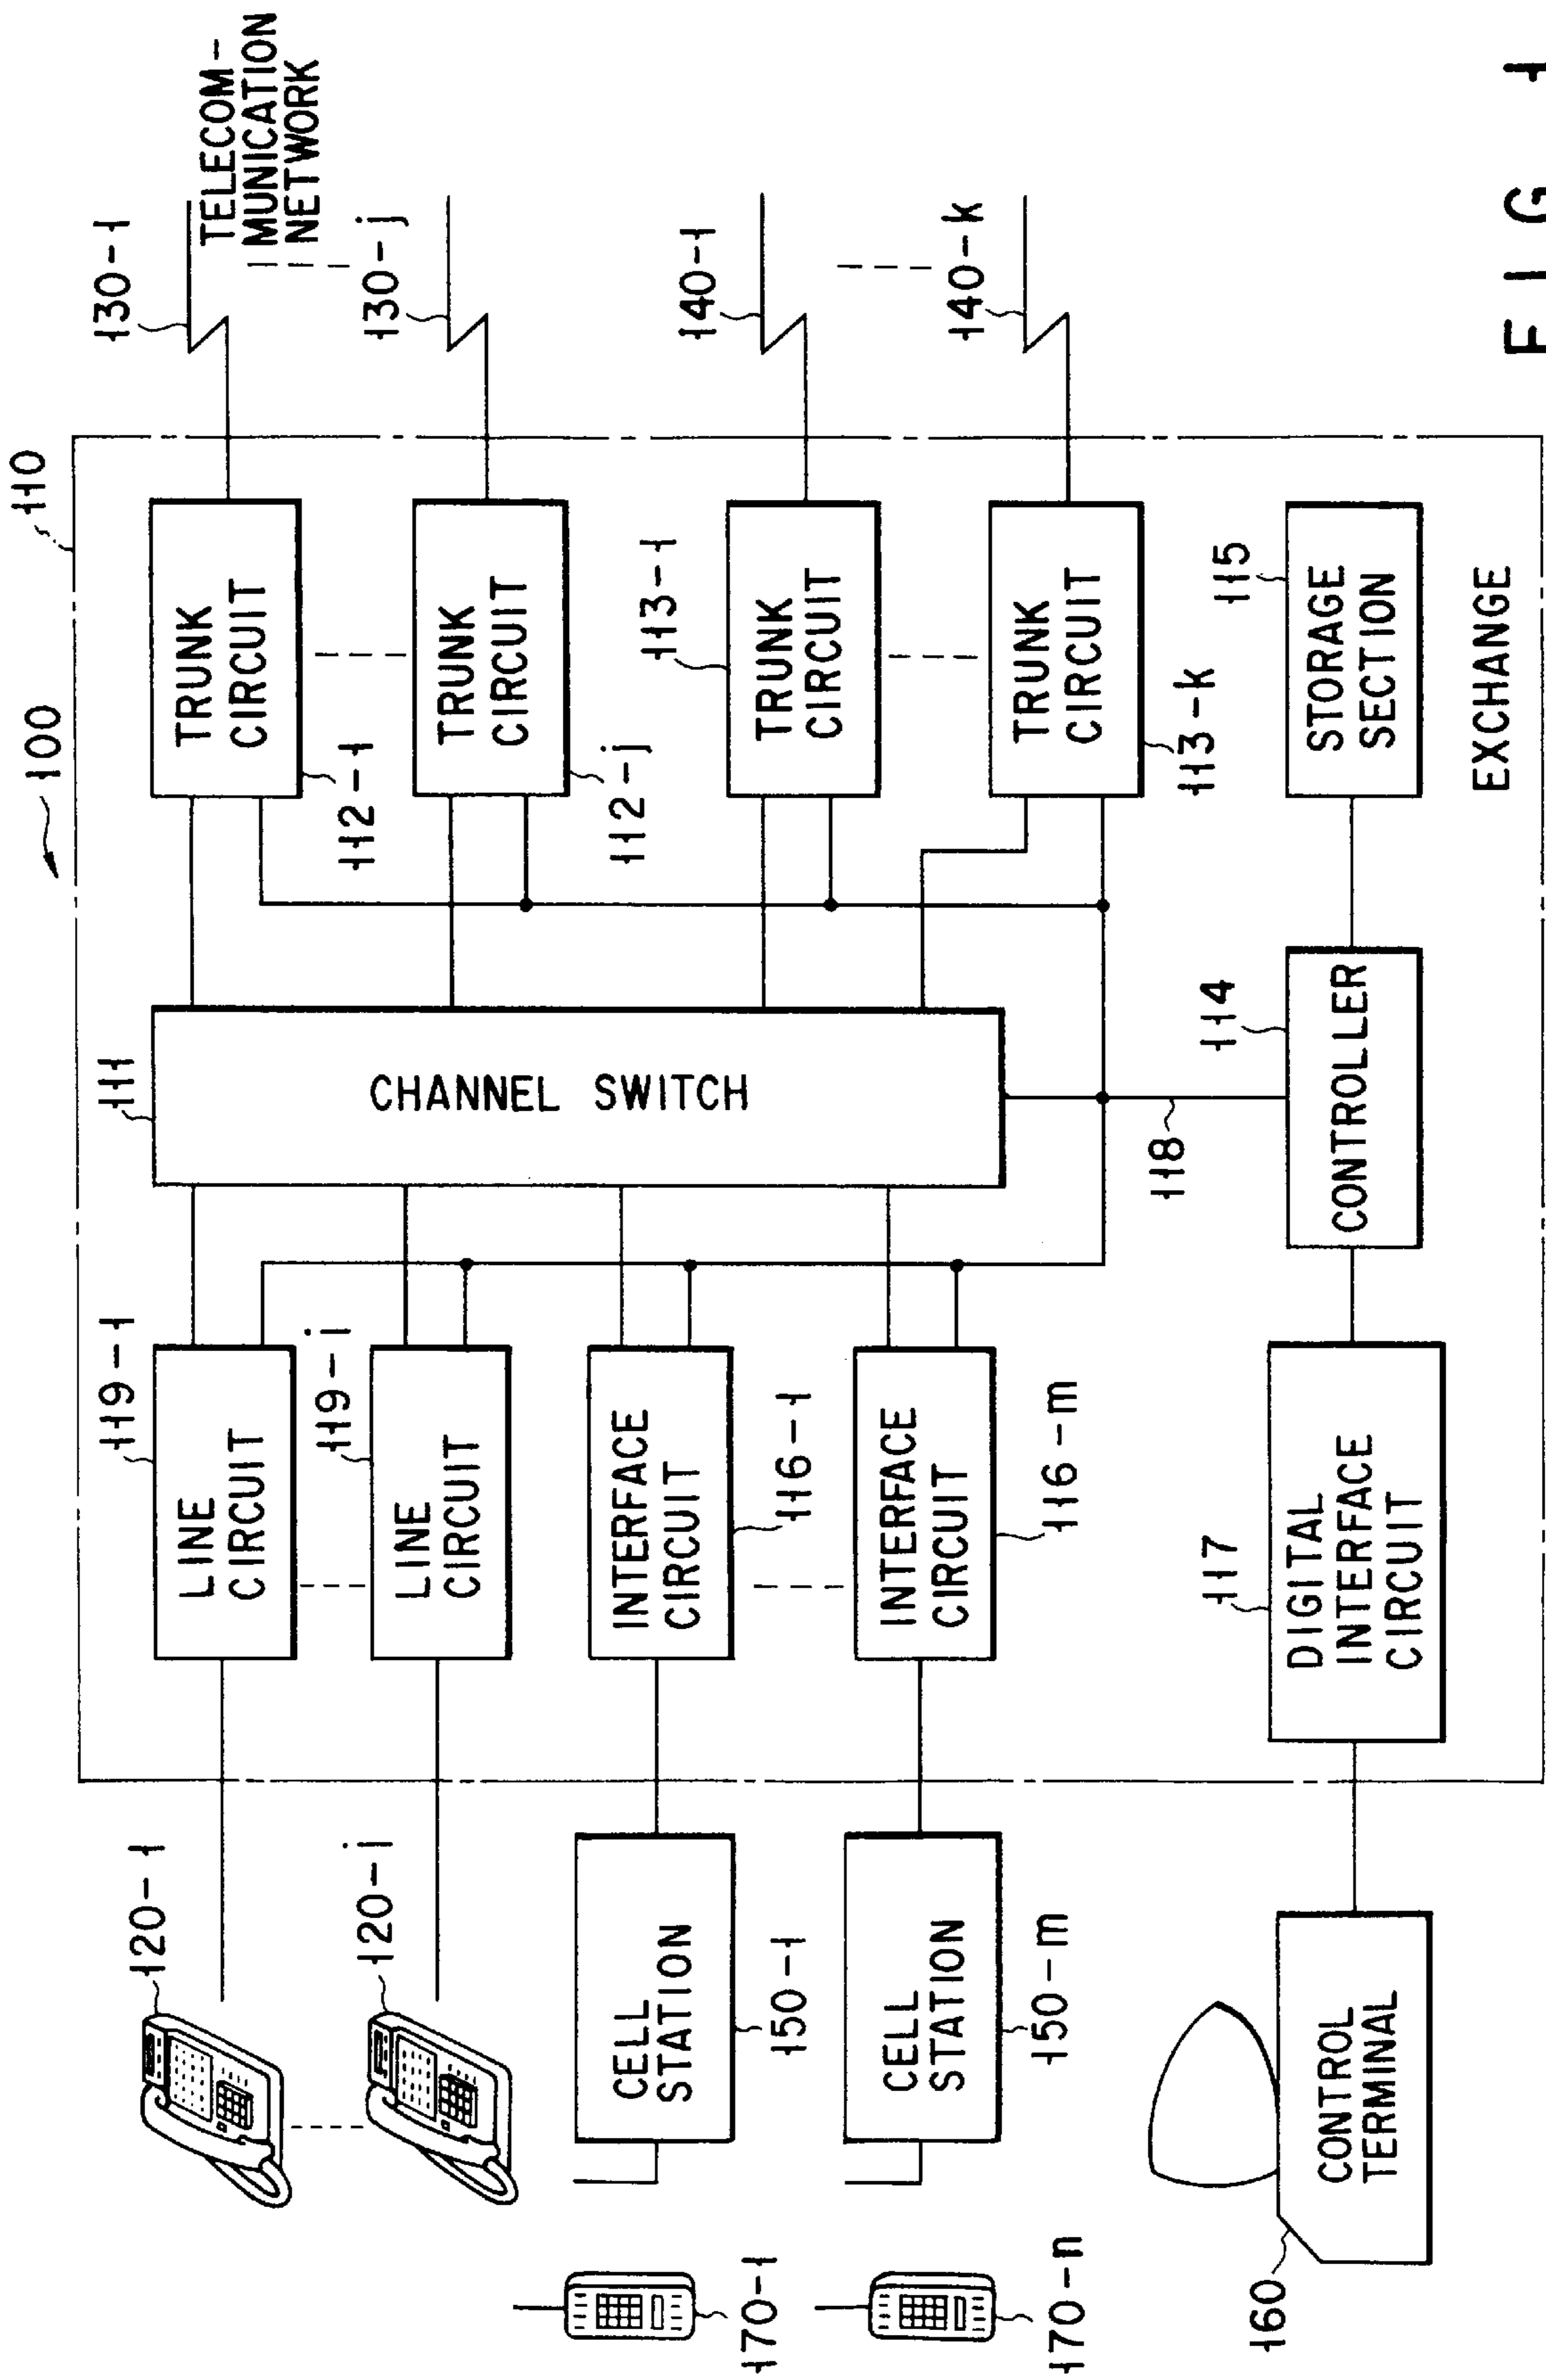 100
110
120-1
119-1
111
112-1
130-1
TELECOM-
MUNICATION
NETWORK
LINE
CIRCUIT
TRUNK
CIRCUIT
120-i
119-i
112-j
130-j
LINE
CIRCUIT
TRUNK
CIRCUIT
CHANNEL SWITCH
170-1
CELL
STATION
150-1
INTERFACE
CIRCUIT
116-1
113-1
TRUNK
CIRCUIT
140-1
170-n
CELL
STATION
150-m
INTERFACE
CIRCUIT
116-m
TRUNK
CIRCUIT
113-k
140-k
118
160
CONTROL
TERMINAL
117
DIGITAL
INTERFACE
CIRCUIT
114
CONTROLLER
115
STORAGE
SECTION
EXCHANGE
FIG 1